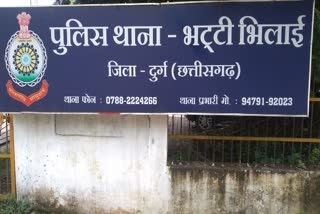 पुलिस थाना - भट्टी भिलाई
जिला - दुर्ग (छत्तीसगढ़)
थाना फोन : 0788-2224266 थाना प्रभारी मो. : 94791-92023